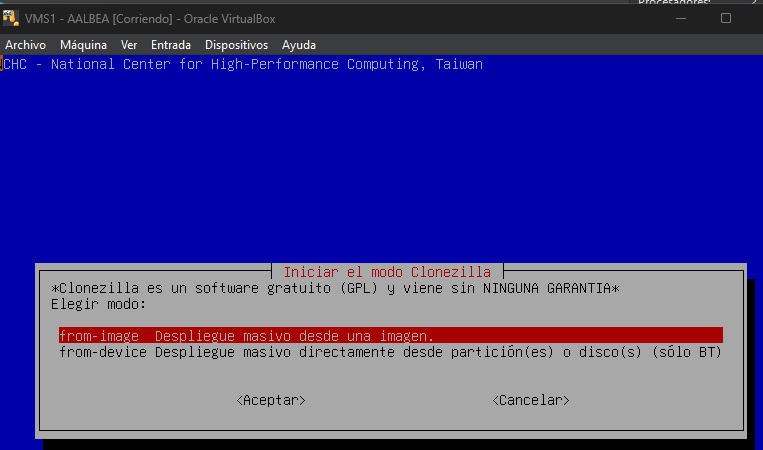 VMS1 - AALBEA [Corriendo] - Oracle VirtualBox
Archivo Máquina Ver Entrada Dispositivos Ayuda
CHC - National Center for High-Performance Computing, Taiwan
Iniciar el modo Clonezilla
*Clonezilla es un software gratuito (GPL) y viene sin NINGUNA GARANTIA*
Elegir modo:
from-image Despliegue masivo desde una imagen.
from-device Despliegue masivo directamente desde partición(es) o disco(s) (sólo BT)
<Aceptar> <Cancelar>